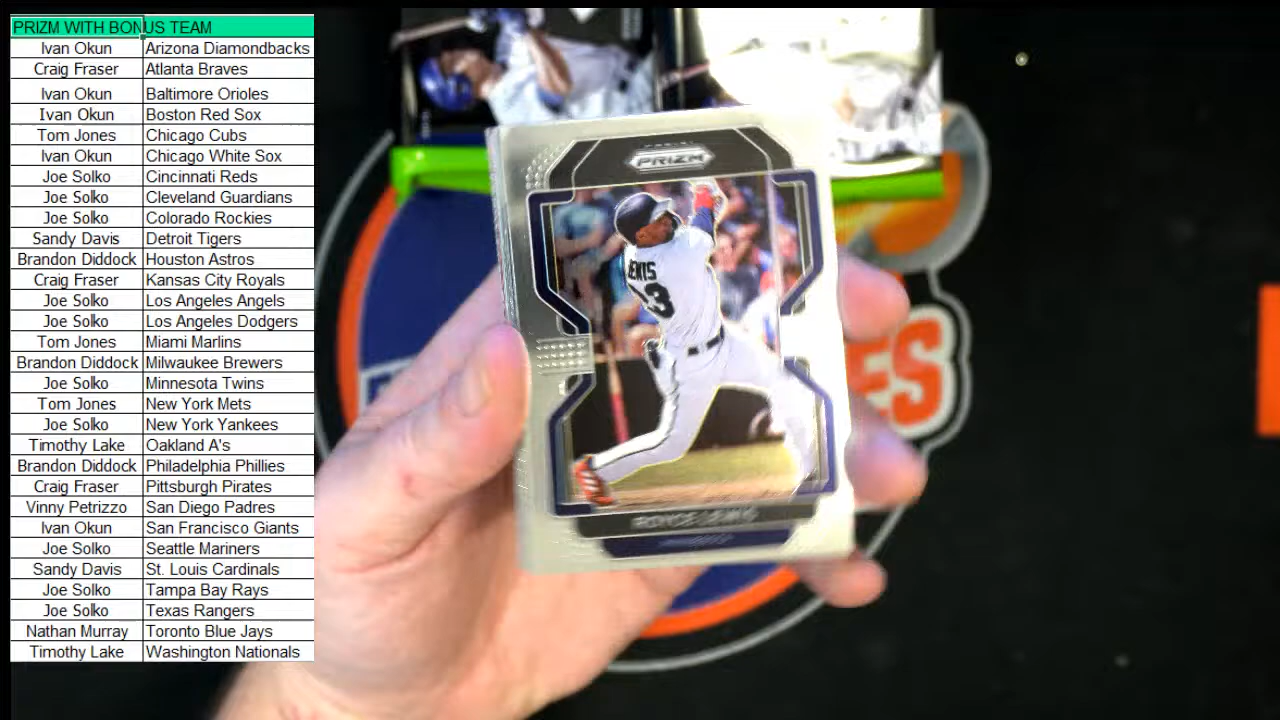 PRIZM WITH BONUS TEAM
Ivan Okun Arizona Diamondbacks
Craig Fraser Atlanta Braves
Ivan Okun Baltimore Orioles
Ivan Okun Boston Red Sox
Tom Jones Chicago Cubs
Ivan Okun Chicago White Sox
Joe Solko Cincinnati Reds
Joe Solko Cleveland Guardians
Joe Solko Colorado Rockies
Sandy Davis Detroit Tigers
Brandon Diddock Houston Astros
Craig Fraser Kansas City Royals
Joe Solko Los Angeles Angels
Joe Solko Los Angeles Dodgers
Tom Jones Miami Marlins
Brandon Diddock Milwaukee Brewers
Joe Solko Minnesota Twins
Tom Jones New York Mets
Joe Solko New York Yankees
Timothy Lake Oakland A's
Brandon Diddock Philadelphia Phillies
Craig Fraser Pittsburgh Pirates
Vinny Petrizzo San Diego Padres
Ivan Okun San Francisco Giants
Joe Solko Seattle Mariners
Sandy Davis St. Louis Cardinals
Joe Solko Tampa Bay Rays
Joe Solko Texas Rangers
Nathan Murray Toronto Blue Jays
Timothy Lake Washington Nationals
PANINI
PRIZM
LEWIS
23
ROYCE LEWIS